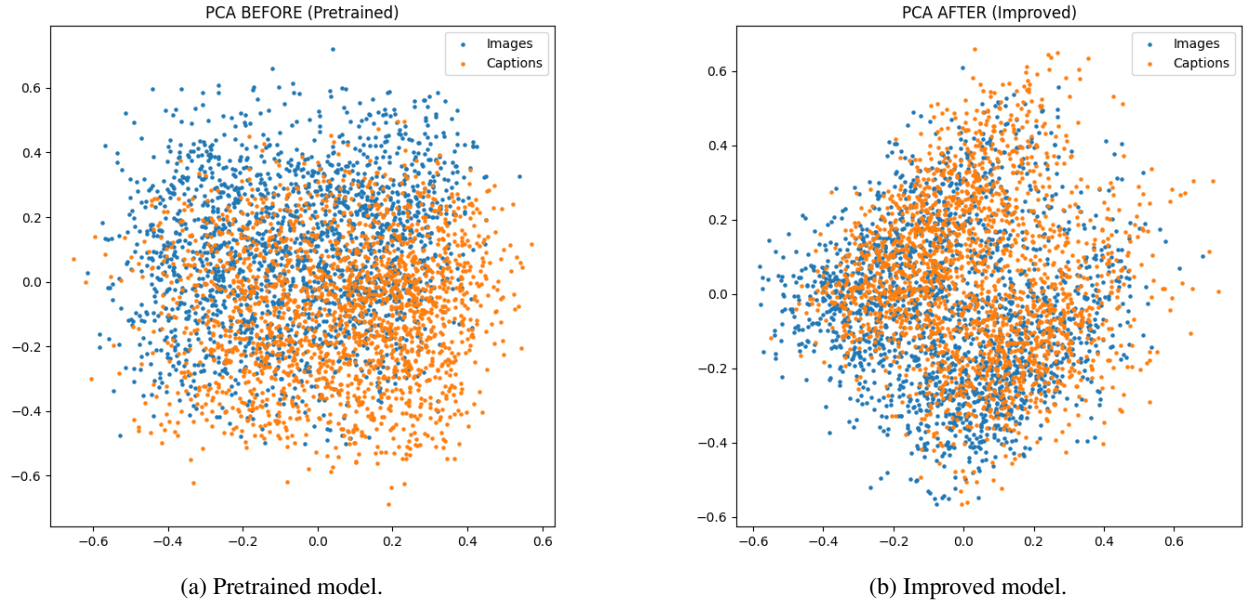 PCA BEFORE (Pretrained)
Images
Captions
0.6
0.4
0.2
0.0
−0.2
−0.4
−0.6
−0.6 −0.4 −0.2 0.0 0.2 0.4 0.6
(a) Pretrained model.
PCA AFTER (Improved)
Images
Captions
0.6
0.4
0.2
0.0
−0.2
−0.4
−0.6
−0.6 −0.4 −0.2 0.0 0.2 0.4 0.6
(b) Improved model.